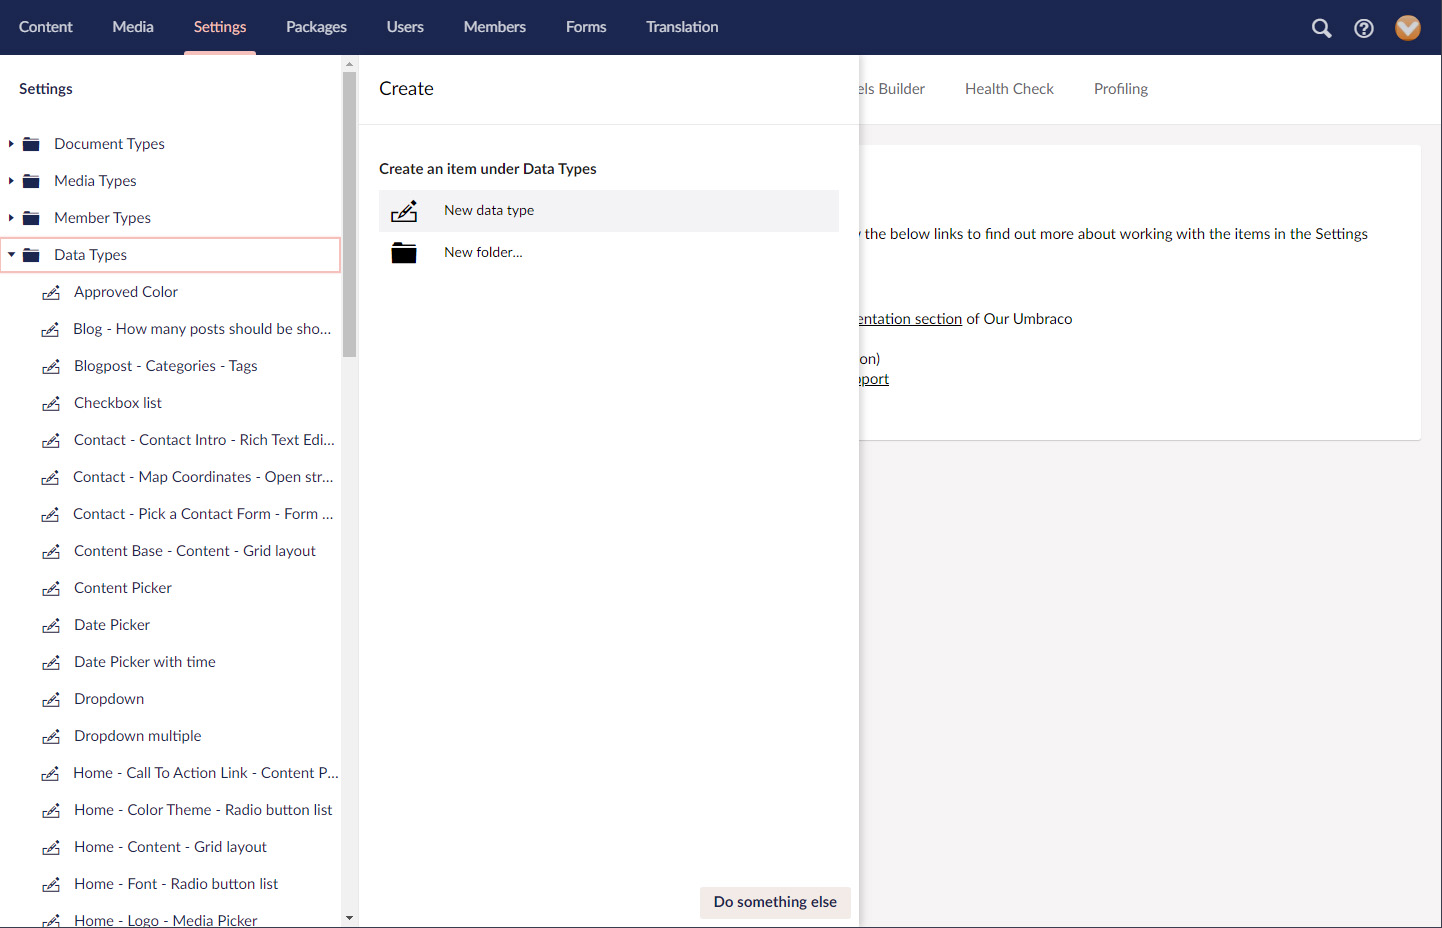 Content Media Settings Packages Users Members Forms Translation
Settings
Document Types
Media Types
Member Types
Data Types
Approved Color
Blog - How many posts should be sho...
Blogpost - Categories - Tags
Checkbox list
Contact - Contact Intro - Rich Text Edi...
Contact - Map Coordinates - Open str...
Contact - Pick a Contact Form - Form ...
Content Base - Content - Grid layout
Content Picker
Date Picker
Date Picker with time
Dropdown
Dropdown multiple
Home - Call To Action Link - Content P...
Home - Color Theme - Radio button list
Home - Content - Grid layout
Home - Font - Radio button list
Home - Logo - Media Picker
Create
Create an item under Data Types
New data type
New folder...
Do something else
els Builder Health Check Profiling
the below links to find out more about working with the items in the Settings
entation section of Our Umbraco
on)
pport